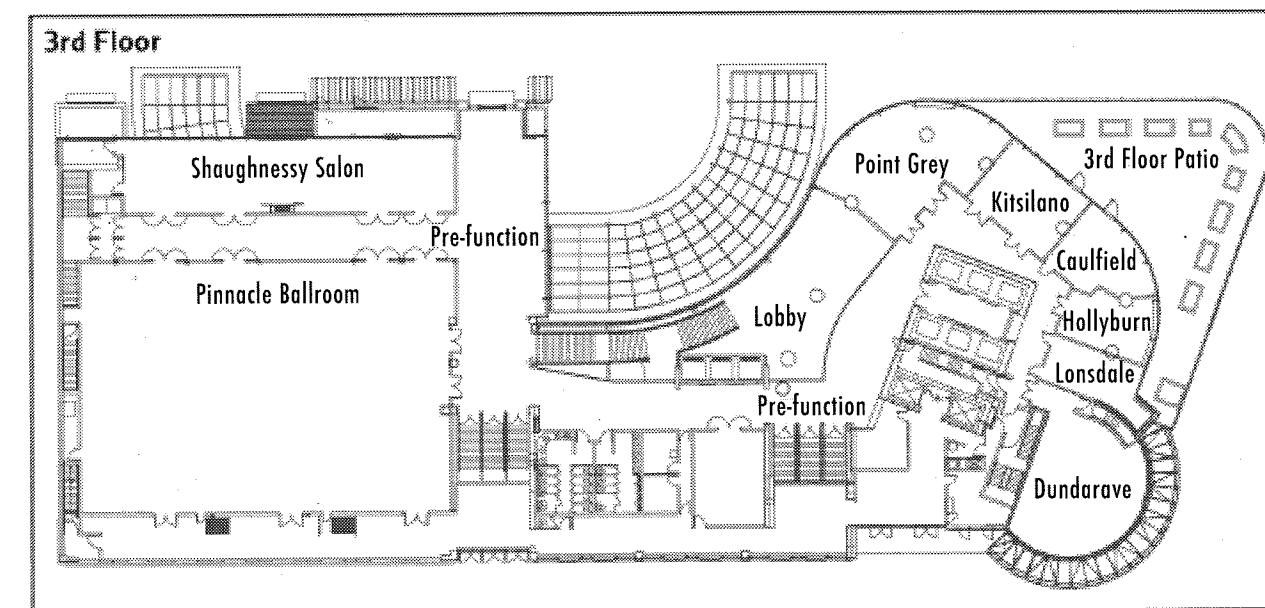 3rd Floor
Shaughnessy Salon
Pre-function
Pinnacle Ballroom
Lobby
Pre-function
Point Grey
Kitsilano
3rd Floor Patio
Caulfield
Hollyburn
Lonsdale
Dundarave